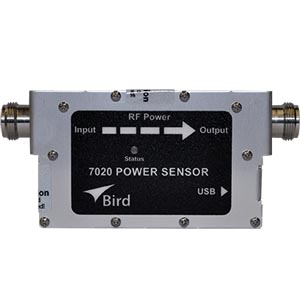 RF Power
Input Output
Status
7020 POWER SENSOR
USB
Bird